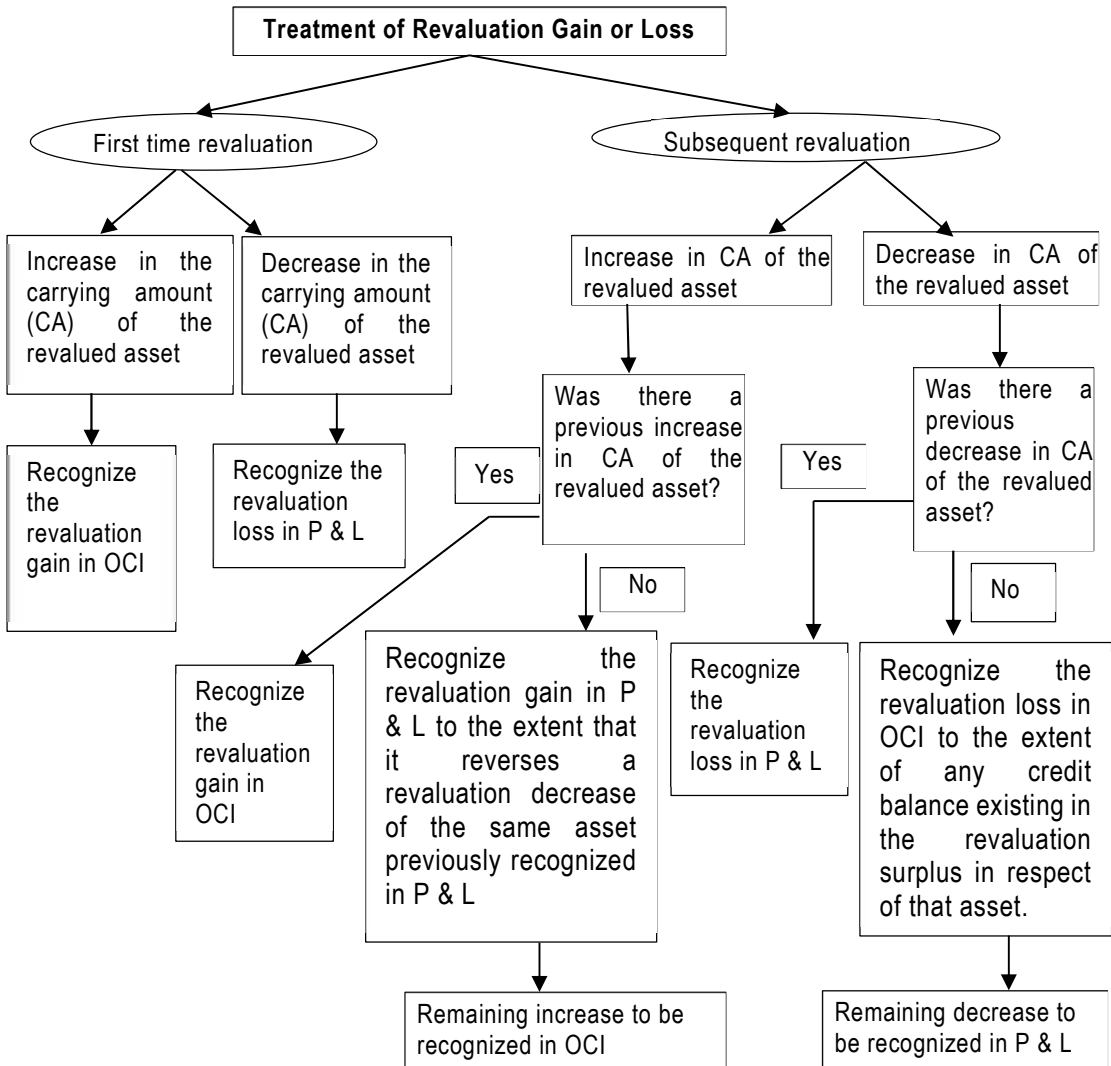 Treatment of Revaluation Gain or Loss
First time revaluation
Subsequent revaluation
Increase in the
carrying amount
(CA) of the
revalued asset
Decrease in the
carrying amount
(CA) of the
revalued asset
Increase in CA of the
revalued asset
Decrease in CA of
the revalued asset
Recognize
the
revaluation
gain in OCI
Recognize the
revaluation
loss in P & L
Yes
Was there a
previous increase
in CA of the
revalued asset?
Yes
Was there a
previous
decrease in CA
of the revalued
asset?
No
No
Recognize
the
revaluation
gain in
OCI
Recognize the
revaluation gain in P
& L to the extent that
it reverses a
revaluation decrease
of the same asset
previously recognized
in P & L
Recognize
the
revaluation
loss in P & L
Recognize the
revaluation loss in
OCI to the extent
of any credit
balance existing in
the revaluation
surplus in respect
of that asset.
Remaining increase to be
recognized in OCI
Remaining decrease to
be recognized in P & L